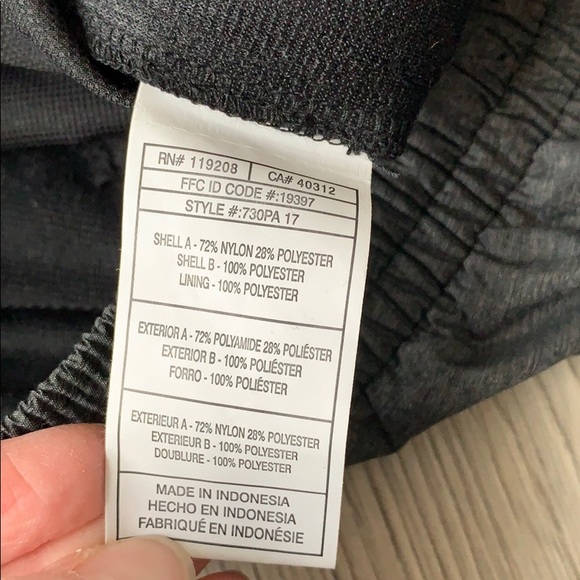 RN# 119208 CA# 40312
FFC ID CODE #:19397
STYLE #:730PA 17
SHELL A - 72% NYLON 28% POLYESTER
SHELL B - 100% POLYESTER
LINING - 100% POLYESTER
EXTERIOR A - 72% POLYAMIDE 28% POLIÉSTER
EXTERIOR B - 100% POLIÉSTER
FORRO - 100% POLIÉSTER
EXTERIEUR A - 72% NYLON 28% POLYESTER
EXTERIEUR B - 100% POLYESTER
DOUBLURE - 100% POLYESTER
MADE IN INDONESIA
HECHO EN INDONESIA
FABRIQUÉ EN INDONÉSIE